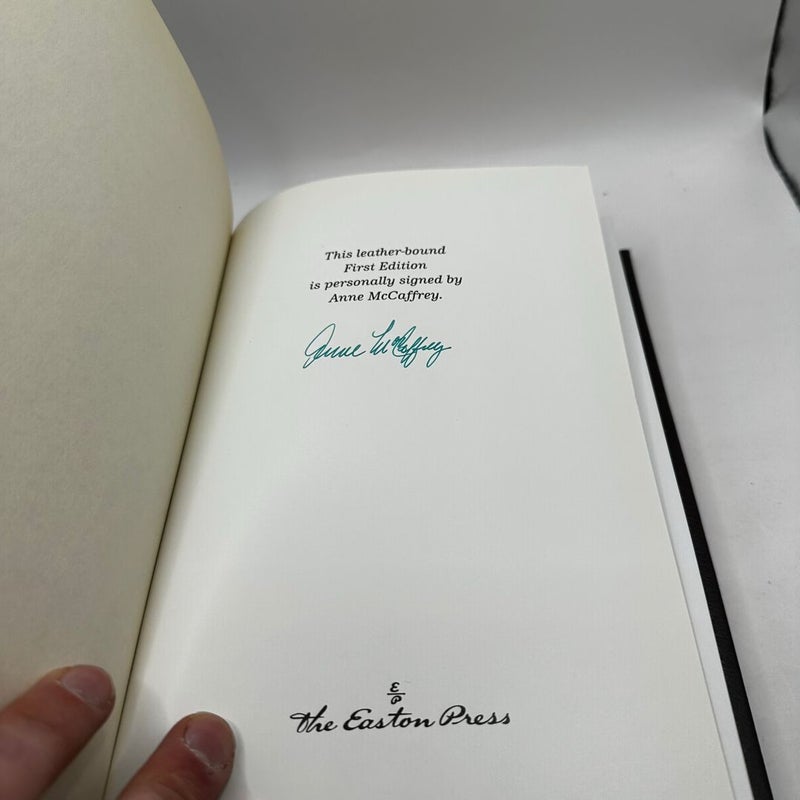 This leather-bound
First Edition
is personally signed by
Anne McCaffrey.
Anne McCaffrey
E
P
the Easton Press